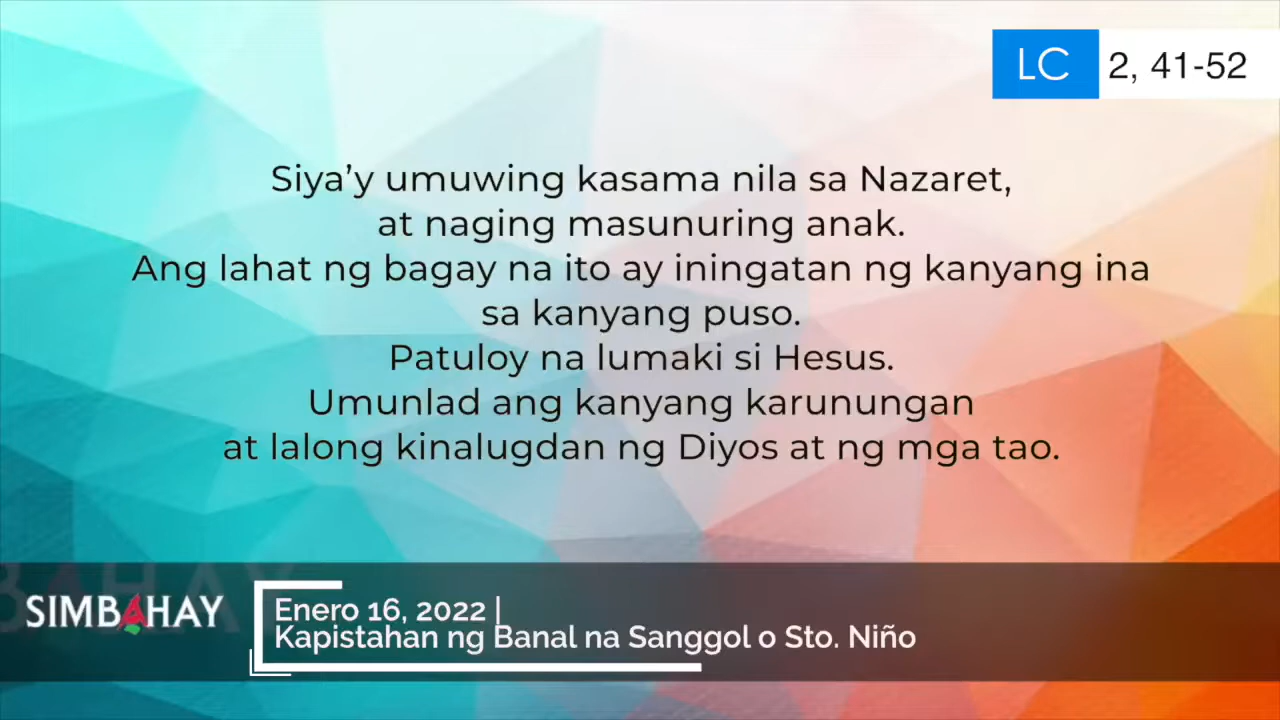 LC 2, 41-52
Siya’y umuwing kasama nila sa Nazaret,
at naging masunuring anak.
Ang lahat ng bagay na ito ay iningatan ng kanyang ina
sa kanyang puso.
Patuloy na lumaki si Hesus.
Umunlad ang kanyang karunungan
at lalong kinalugdan ng Diyos at ng mga tao.
SIMBAHAY
Enero 16, 2022 |
Kapistahan ng Banal na Sanggol o Sto. Niño